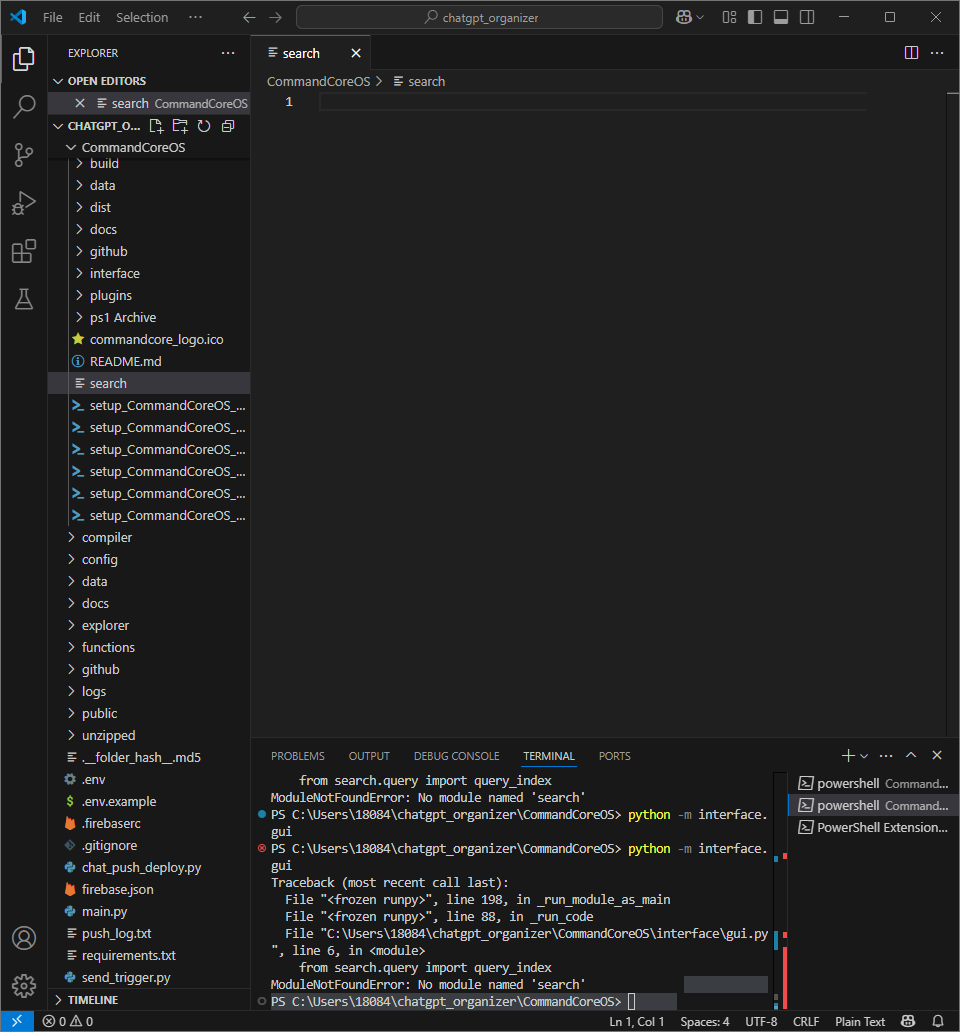 File Edit Selection ··· chatgpt_organizer
EXPLORER ···
OPEN EDITORS
search CommandCoreOS
CHATGPT_O...
CommandCoreOS
build
data
dist
docs
github
interface
plugins
ps1 Archive
commandcore_logo.ico
README.md
search
setup_CommandCoreOS_...
setup_CommandCoreOS_...
setup_CommandCoreOS_...
setup_CommandCoreOS_...
setup_CommandCoreOS_...
setup_CommandCoreOS_...
compiler
config
data
docs
explorer
functions
github
logs
public
unzipped
.__folder_hash__.md5
.env
.env.example
.firebaserc
.gitignore
chat_push_deploy.py
firebase.json
main.py
push_log.txt
requirements.txt
send_trigger.py
TIMELINE
search
CommandCoreOS > search
1
PROBLEMS OUTPUT DEBUG CONSOLE TERMINAL PORTS
from search.query import query_index
ModuleNotFoundError: No module named 'search'
PS C:\Users\18084\chatgpt_organizer\CommandCoreOS> python -m interface.
gui
PS C:\Users\18084\chatgpt_organizer\CommandCoreOS> python -m interface.
gui
Traceback (most recent call last):
File "<frozen runpy>", line 198, in _run_module_as_main
File "<frozen runpy>", line 88, in _run_code
File "C:\Users\18084\chatgpt_organizer\CommandCoreOS\interface\gui.py
", line 6, in <module>
from search.query import query_index
ModuleNotFoundError: No module named 'search'
PS C:\Users\18084\chatgpt_organizer\CommandCoreOS>
powershell Command...
powershell Command...
PowerShell Extension...
0 0 Ln 1, Col 1 Spaces: 4 UTF-8 CRLF Plain Text